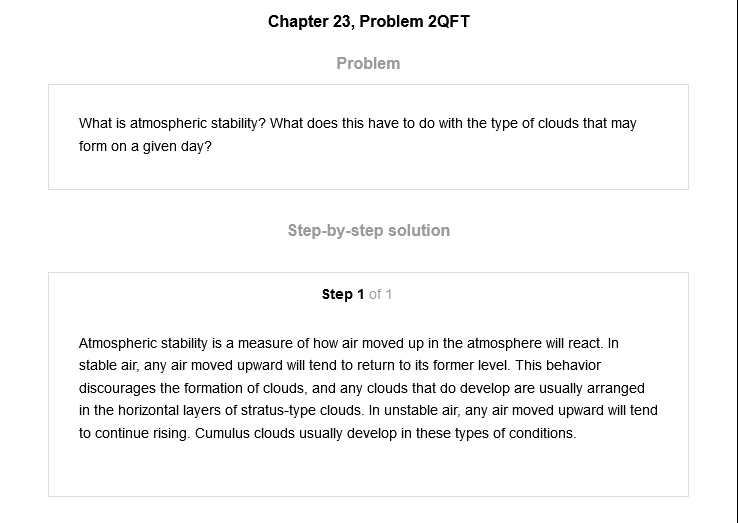 Chapter 23, Problem 2QFT
Problem
What is atmospheric stability? What does this have to do with the type of clouds that may
form on a given day?
Step-by-step solution
Step 1 of 1
Atmospheric stability is a measure of how air moved up in the atmosphere will react. In
stable air, any air moved upward will tend to return to its former level. This behavior
discourages the formation of clouds, and any clouds that do develop are usually arranged
in the horizontal layers of stratus-type clouds. In unstable air, any air moved upward will tend
to continue rising. Cumulus clouds usually develop in these types of conditions.